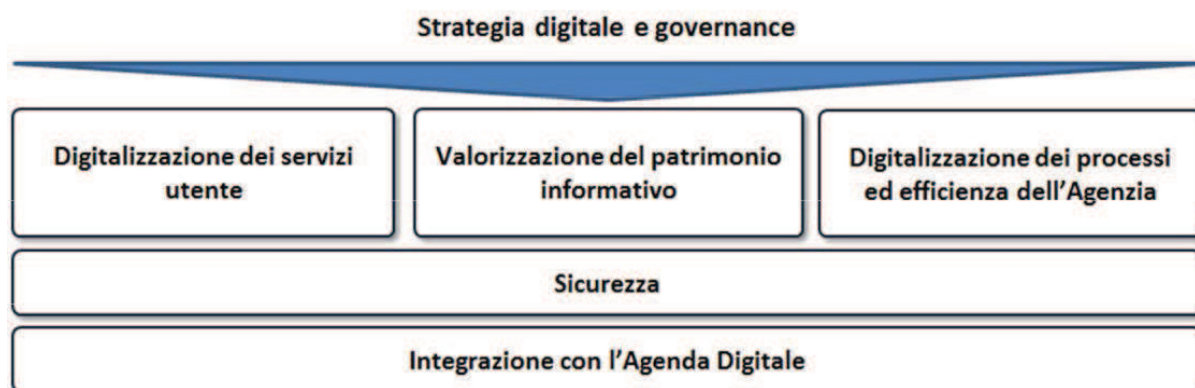 Strategia digitale e governance
Digitalizzazione dei servizi
utente
Valorizzazione del patrimonio
informativo
Digitalizzazione dei processi
ed efficienza dell'Agenzia
Sicurezza
Integrazione con l'Agenda Digitale